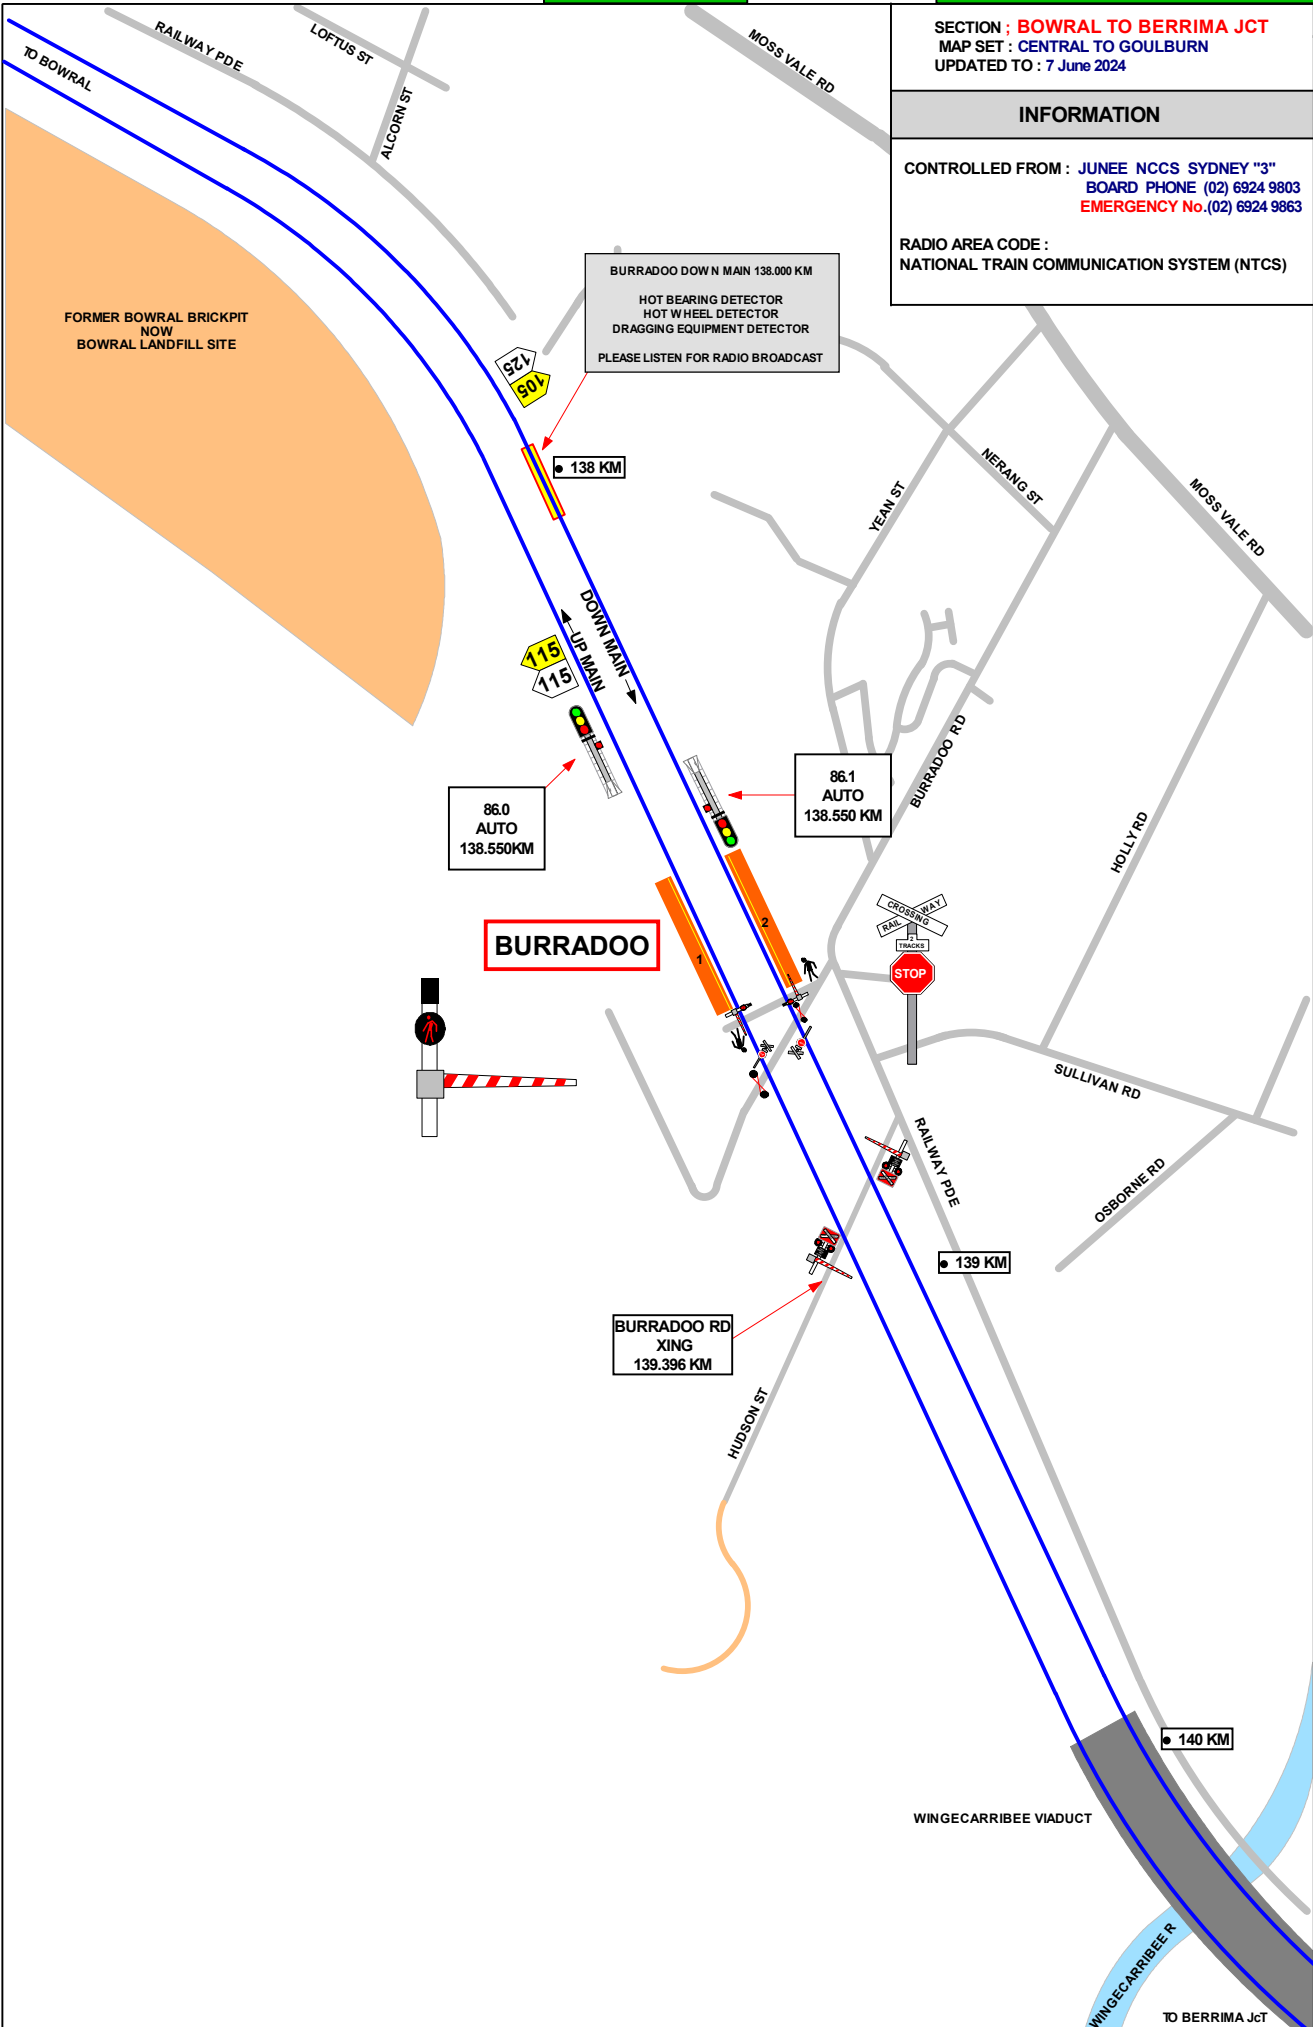 SECTION ; BOWRAL TO BERRIMA JCT
MAP SET : CENTRAL TO GOULBURN
UPDATED TO : 7 June 2024
INFORMATION
CONTROLLED FROM : JUNEE NCCS SYDNEY "3"
BOARD PHONE (02) 6924 9803
EMERGENCY No.(02) 6924 9863
RADIO AREA CODE :
NATIONAL TRAIN COMMUNICATION SYSTEM (NTCS)
TO BOWRAL
RAILWAY PDE
LOFTUS ST
ALCORN ST
MOSS VALE RD
FORMER BOWRAL BRICKPIT
NOW
BOWRAL LANDFILL SITE
BURRADOO DOWN MAIN 138.000 KM
HOT BEARING DETECTOR
HOT WHEEL DETECTOR
DRAGGING EQUIPMENT DETECTOR
PLEASE LISTEN FOR RADIO BROADCAST
125
105
138 KM
NERANG ST
YEAN ST
MOSS VALE RD
DOWN MAIN
UP MAIN
115
115
BURRADOO RD
86.0
AUTO
138.550KM
86.1
AUTO
138.550 KM
HOLLY RD
BURRADOO
1
2
RAIL WAY
CROSSING
2
TRACKS
STOP
SULLIVAN RD
RAILWAY PDE
OSBORNE RD
139 KM
BURRADOO RD
XING
139.396 KM
HUDSON ST
140 KM
WINGECARRIBEE VIADUCT
WINGECARRIBEE R
TO BERRIMA JcT